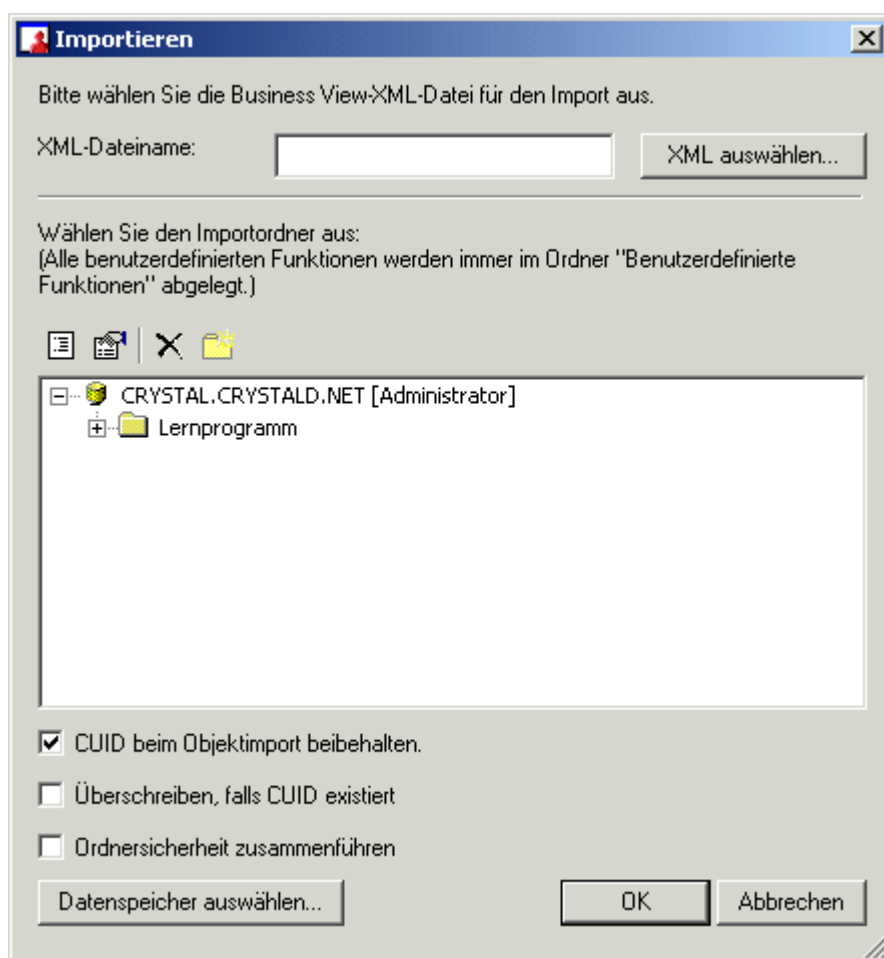 Importieren
Bitte wählen Sie die Business View-XML-Datei für den Import aus.
XML-Dateiname:
XML auswählen...
Wählen Sie den Importordner aus:
(Alle benutzerdefinierten Funktionen werden immer im Ordner "Benutzerdefinierte
Funktionen" abgelegt.)
CRYSTAL.CRYSTALD.NET [Administrator]
Lernprogramm
CUID beim Objektimport beibehalten.
Überschreiben, falls CUID existiert
Ordnersicherheit zusammenführen
Datenspeicher auswählen...
OK
Abbrechen